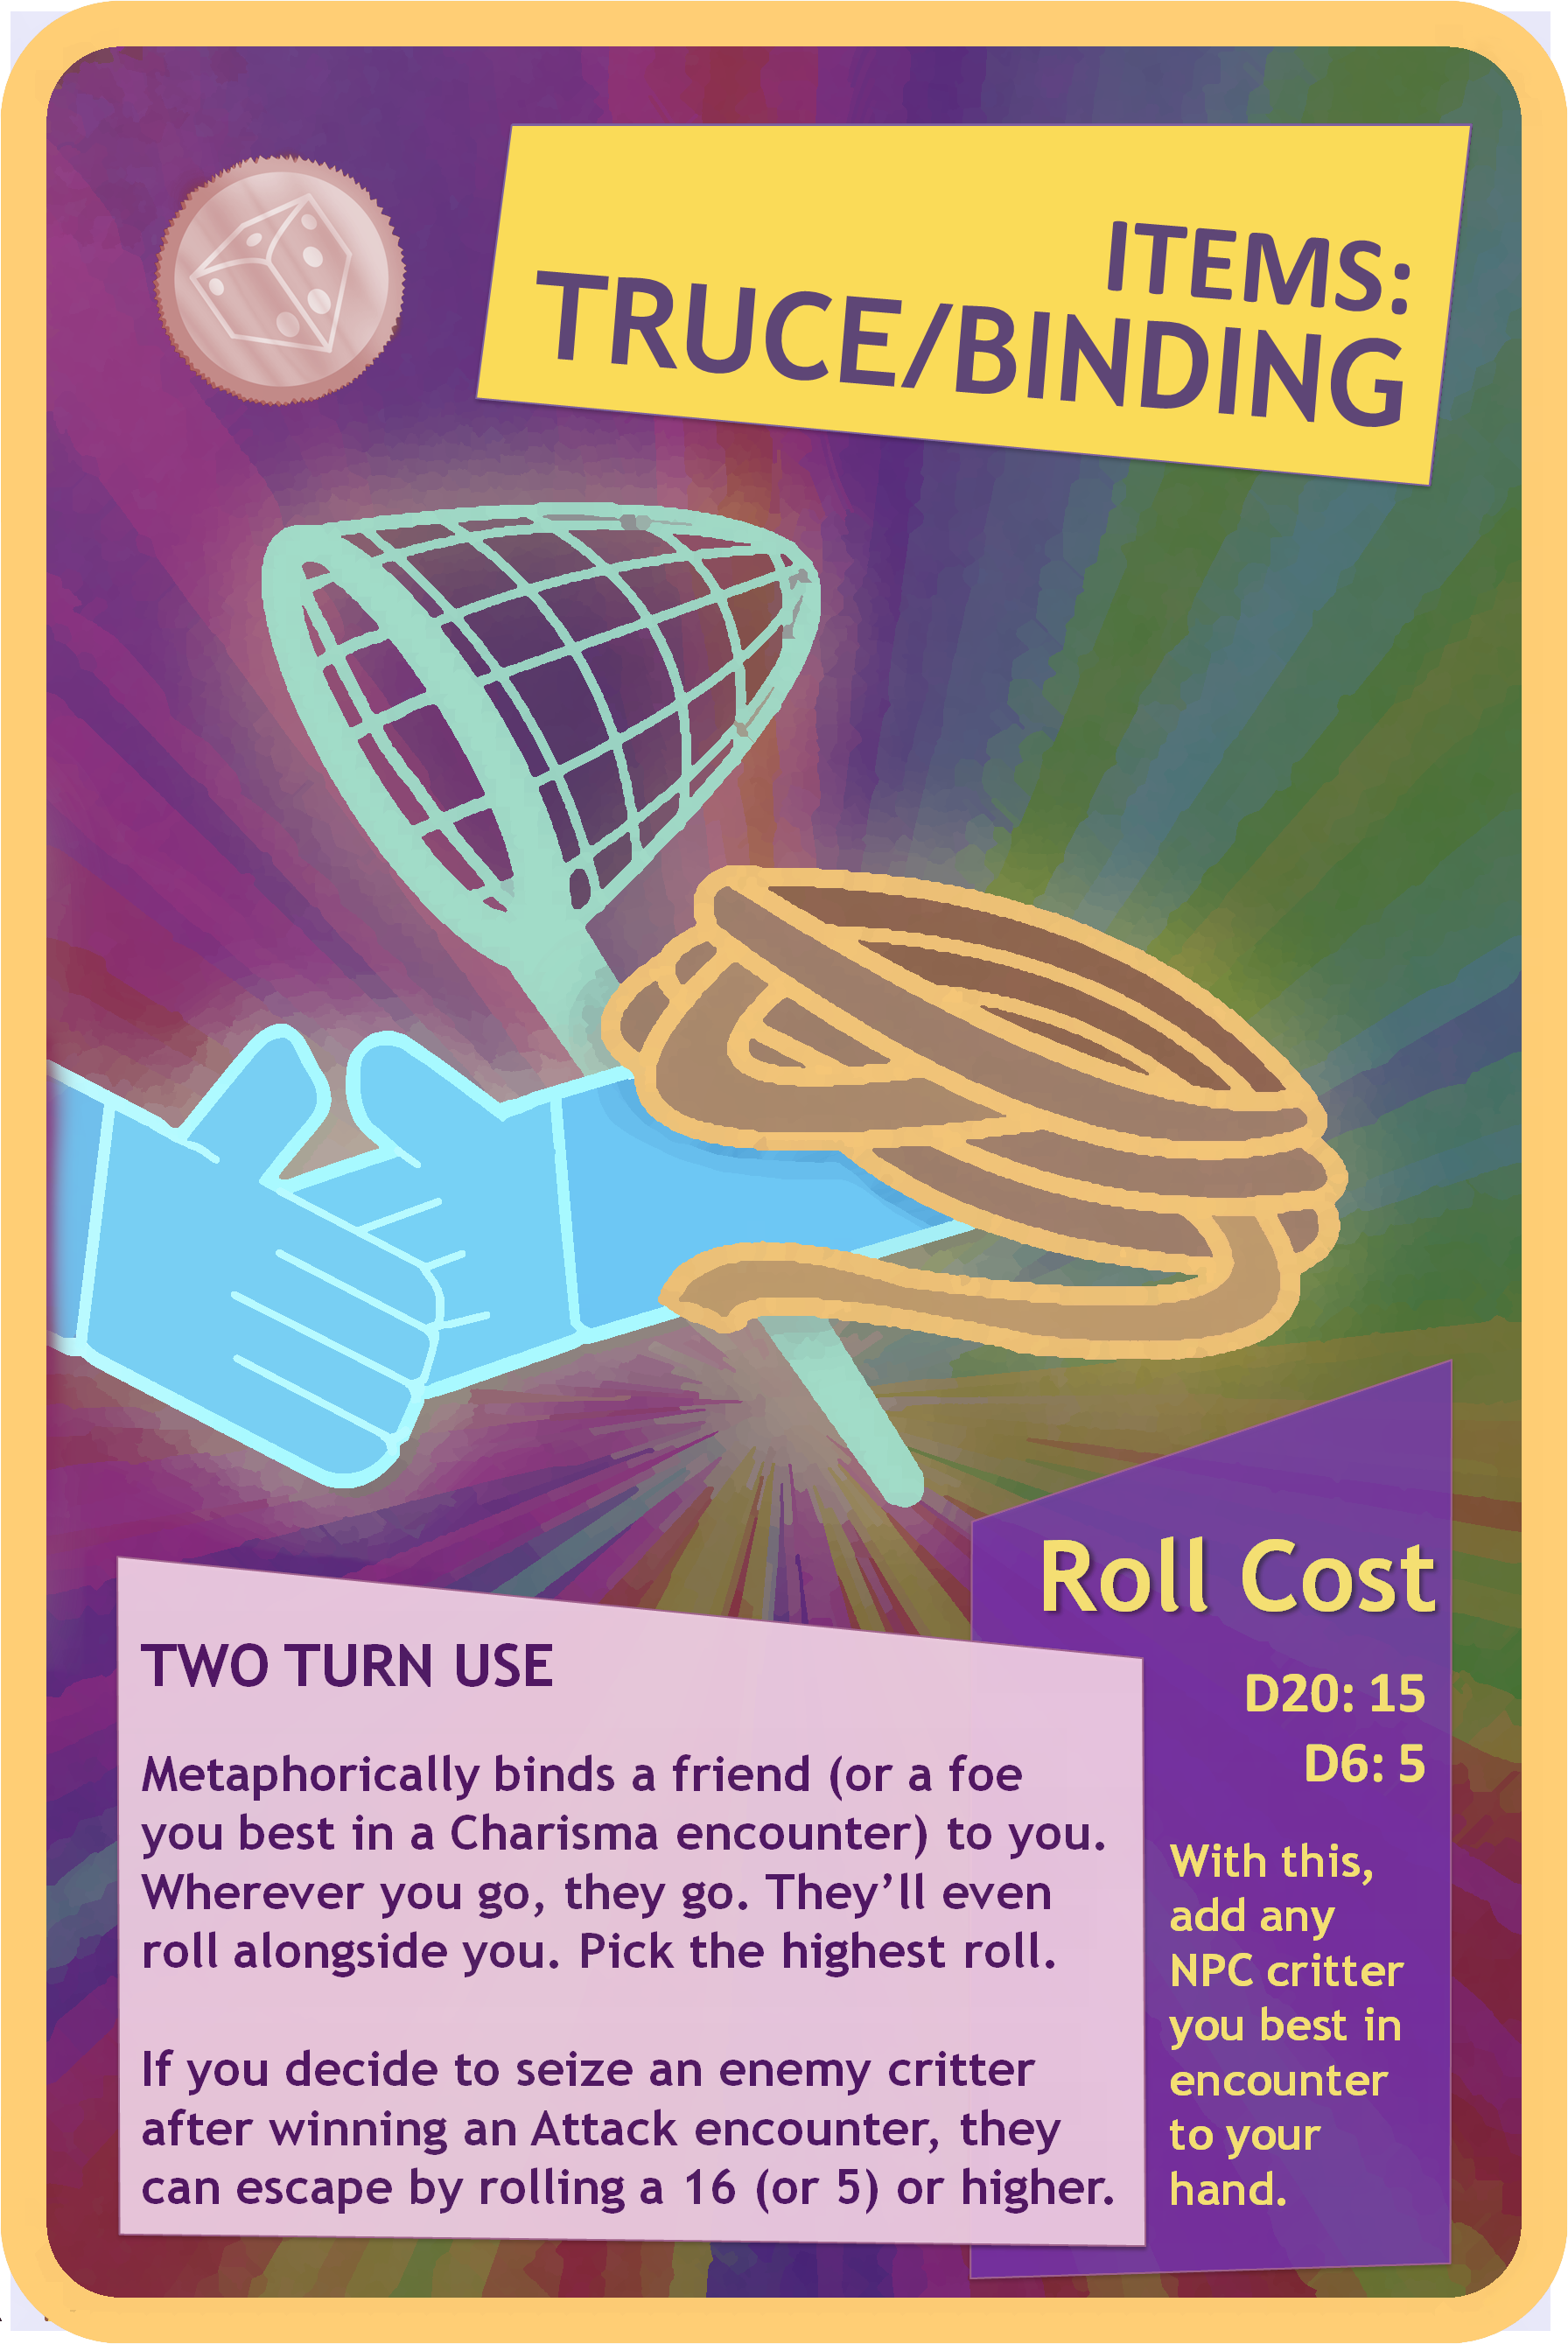 ITEMS:
TRUCE/BINDING
TWO TURN USE
Metaphorically binds a friend (or a foe
you best in a Charisma encounter) to you.
Wherever you go, they go. They’ll even
roll alongside you. Pick the highest roll.
If you decide to seize an enemy critter
after winning an Attack encounter, they
can escape by rolling a 16 (or 5) or higher.
Roll Cost
D20: 15
D6: 5
With this,
add any
NPC critter
you best in
encounter
to your
hand.